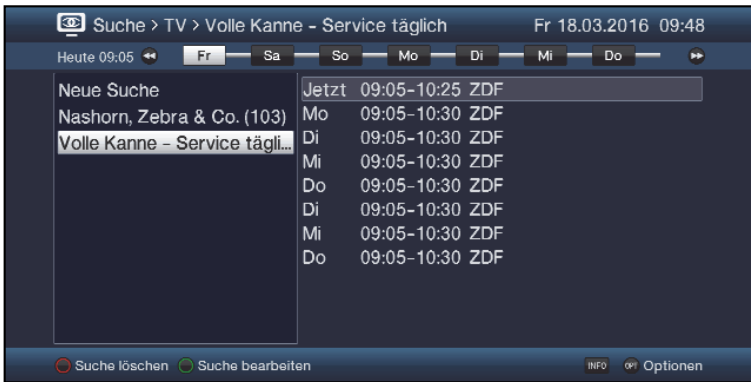 Suche > TV > Volle Kanne - Service täglich Fr 18.03.2016 09:48
Heute 09:05 Fr Sa So Mo Di Mi Do
Neue Suche
Nashorn, Zebra & Co. (103)
Volle Kanne - Service tägli...
Jetzt 09:05-10:25 ZDF
Mo 09:05-10:30 ZDF
Di 09:05-10:30 ZDF
Mi 09:05-10:30 ZDF
Do 09:05-10:30 ZDF
Di 09:05-10:30 ZDF
Mi 09:05-10:30 ZDF
Do 09:05-10:30 ZDF
Suche löschen Suche bearbeiten INFO OPT Optionen